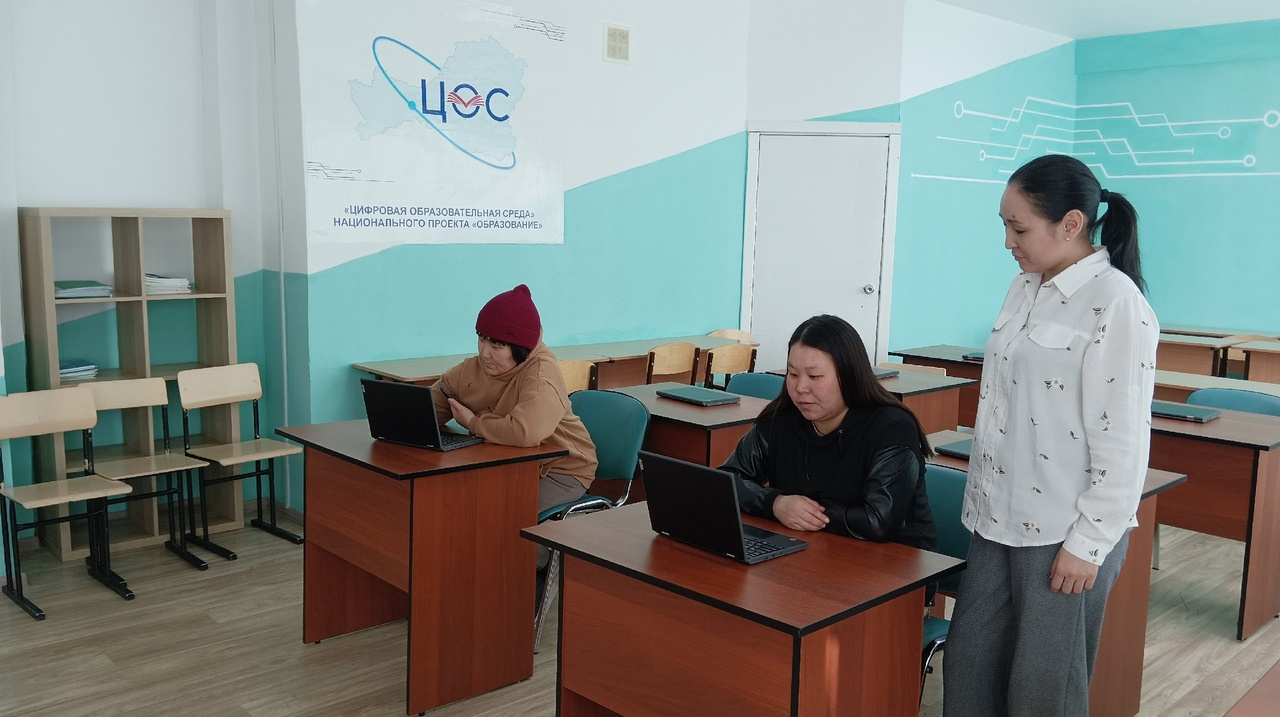 ЦОС
«ЦИФРОВАЯ ОБРАЗОВАТЕЛЬНАЯ СРЕДА»
НАЦИОНАЛЬНОГО ПРОЕКТА «ОБРАЗОВАНИЕ»